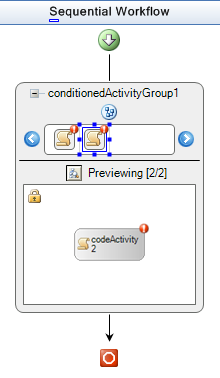 Sequential Workflow
conditionedActivityGroup1
Previewing [2/2]
codeActivity
2